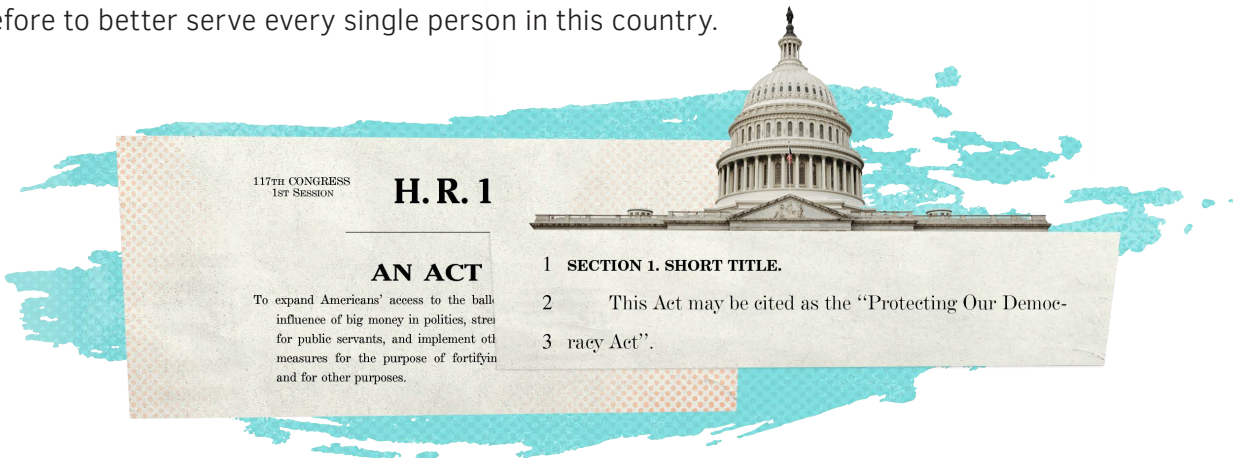 efore to better serve every single person in this country.
117TH CONGRESS
1ST SESSION
H. R. 1
AN ACT
To expand Americans' access to the ball
influence of big money in politics, stren
for public servants, and implement oth
measures for the purpose of fortifyin
and for other purposes.
1 SECTION 1. SHORT TITLE.
2 This Act may be cited as the “Protecting Our Democ-
3 racy Act”.